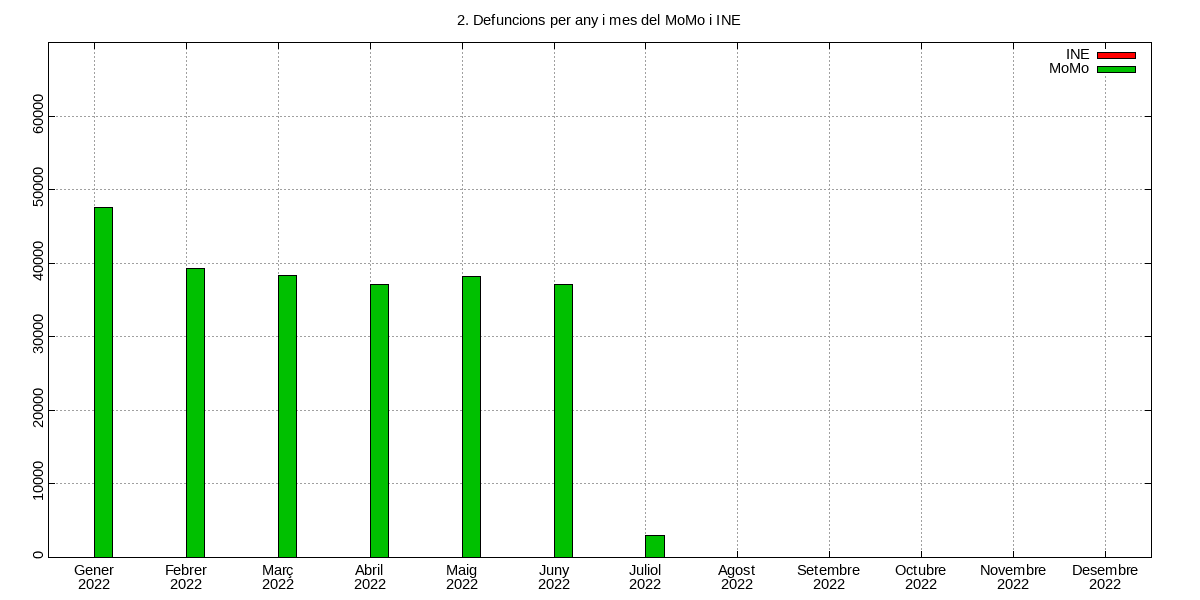 2. Defuncions per any i mes del MoMo i INE
INE
MoMo
60000
50000
40000
30000
20000
10000
0
Gener Febrer Març Abril Maig Juny Juliol Agost Setembre Octubre Novembre Desembre
2022 2022 2022 2022 2022 2022 2022 2022 2022 2022 2022 2022